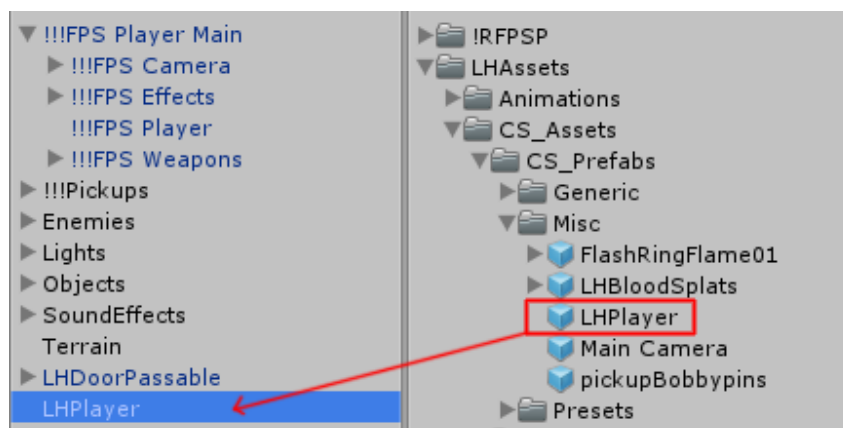 !!!FPS Player Main
!!!FPS Camera
!!!FPS Effects
!!!FPS Player
!!!FPS Weapons
!!!Pickups
Enemies
Lights
Objects
SoundEffects
Terrain
LHDoorPassable
LHPlayer
!RFPSP
LHAssets
Animations
CS_Assets
CS_Prefabs
Generic
Misc
FlashRingFlame01
LHBloodSplats
LHPlayer
Main Camera
pickupBobbypins
Presets